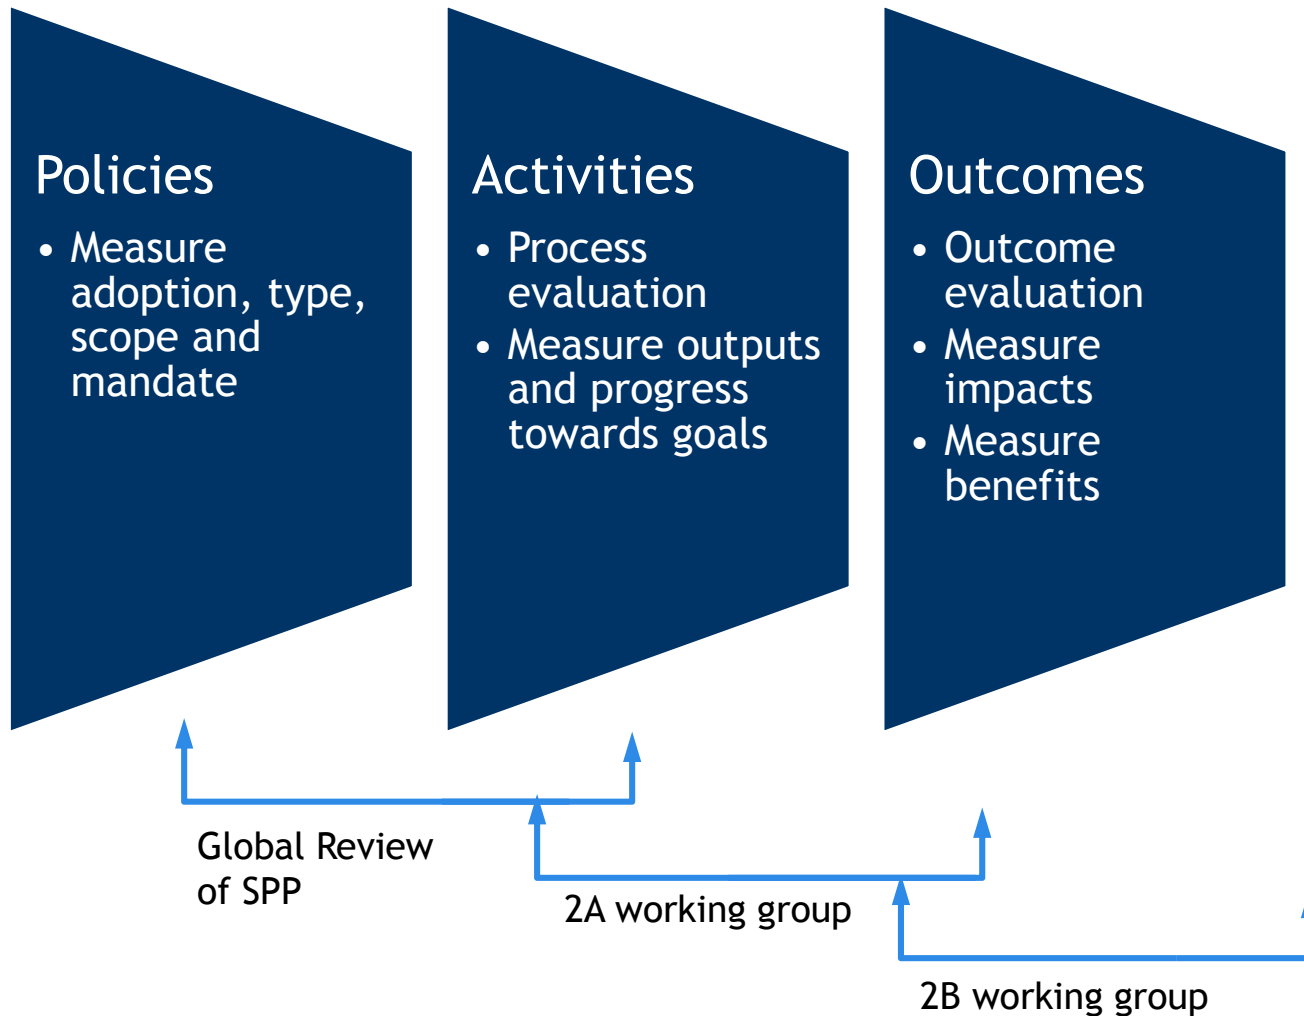 Policies
• Measure
adoption, type,
scope and
mandate
Activities
• Process
evaluation
• Measure outputs
and progress
towards goals
Outcomes
• Outcome
evaluation
• Measure
impacts
• Measure
benefits
Global Review
of SPP
2A working group
2B working group